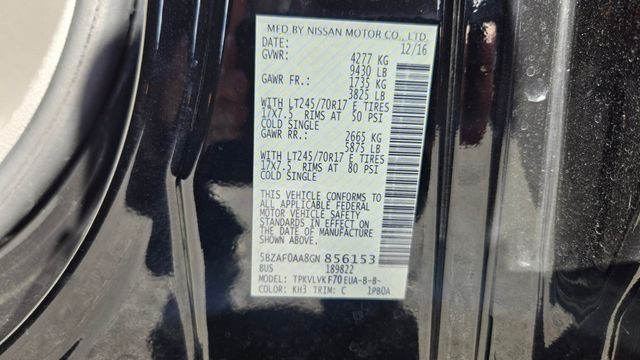 MFD BY NISSAN MOTOR CO., LTD.
DATE: 12/16
GVWR: 4277 KG
9430 LB
GAWR FR.: 1735 KG
3825 LB
WITH LT245/70R17 E TIRES
17X7.5 RIMS AT 50 PSI
COLD SINGLE
GAWR RR.: 2665 KG
5875 LB
WITH LT245/70R17 E TIRES
17X7.5 RIMS AT 80 PSI
COLD SINGLE
THIS VEHICLE CONFORMS TO
ALL APPLICABLE FEDERAL
MOTOR VEHICLE SAFETY
STANDARDS IN EFFECT ON
THE DATE OF MANUFACTURE
SHOWN ABOVE.
5BZAF0AA8GN 856153
BUS 189822
MODEL: TPKVLVK F70 EUA-B-B-
COLOR: KH3 TRIM: C 1PBOA